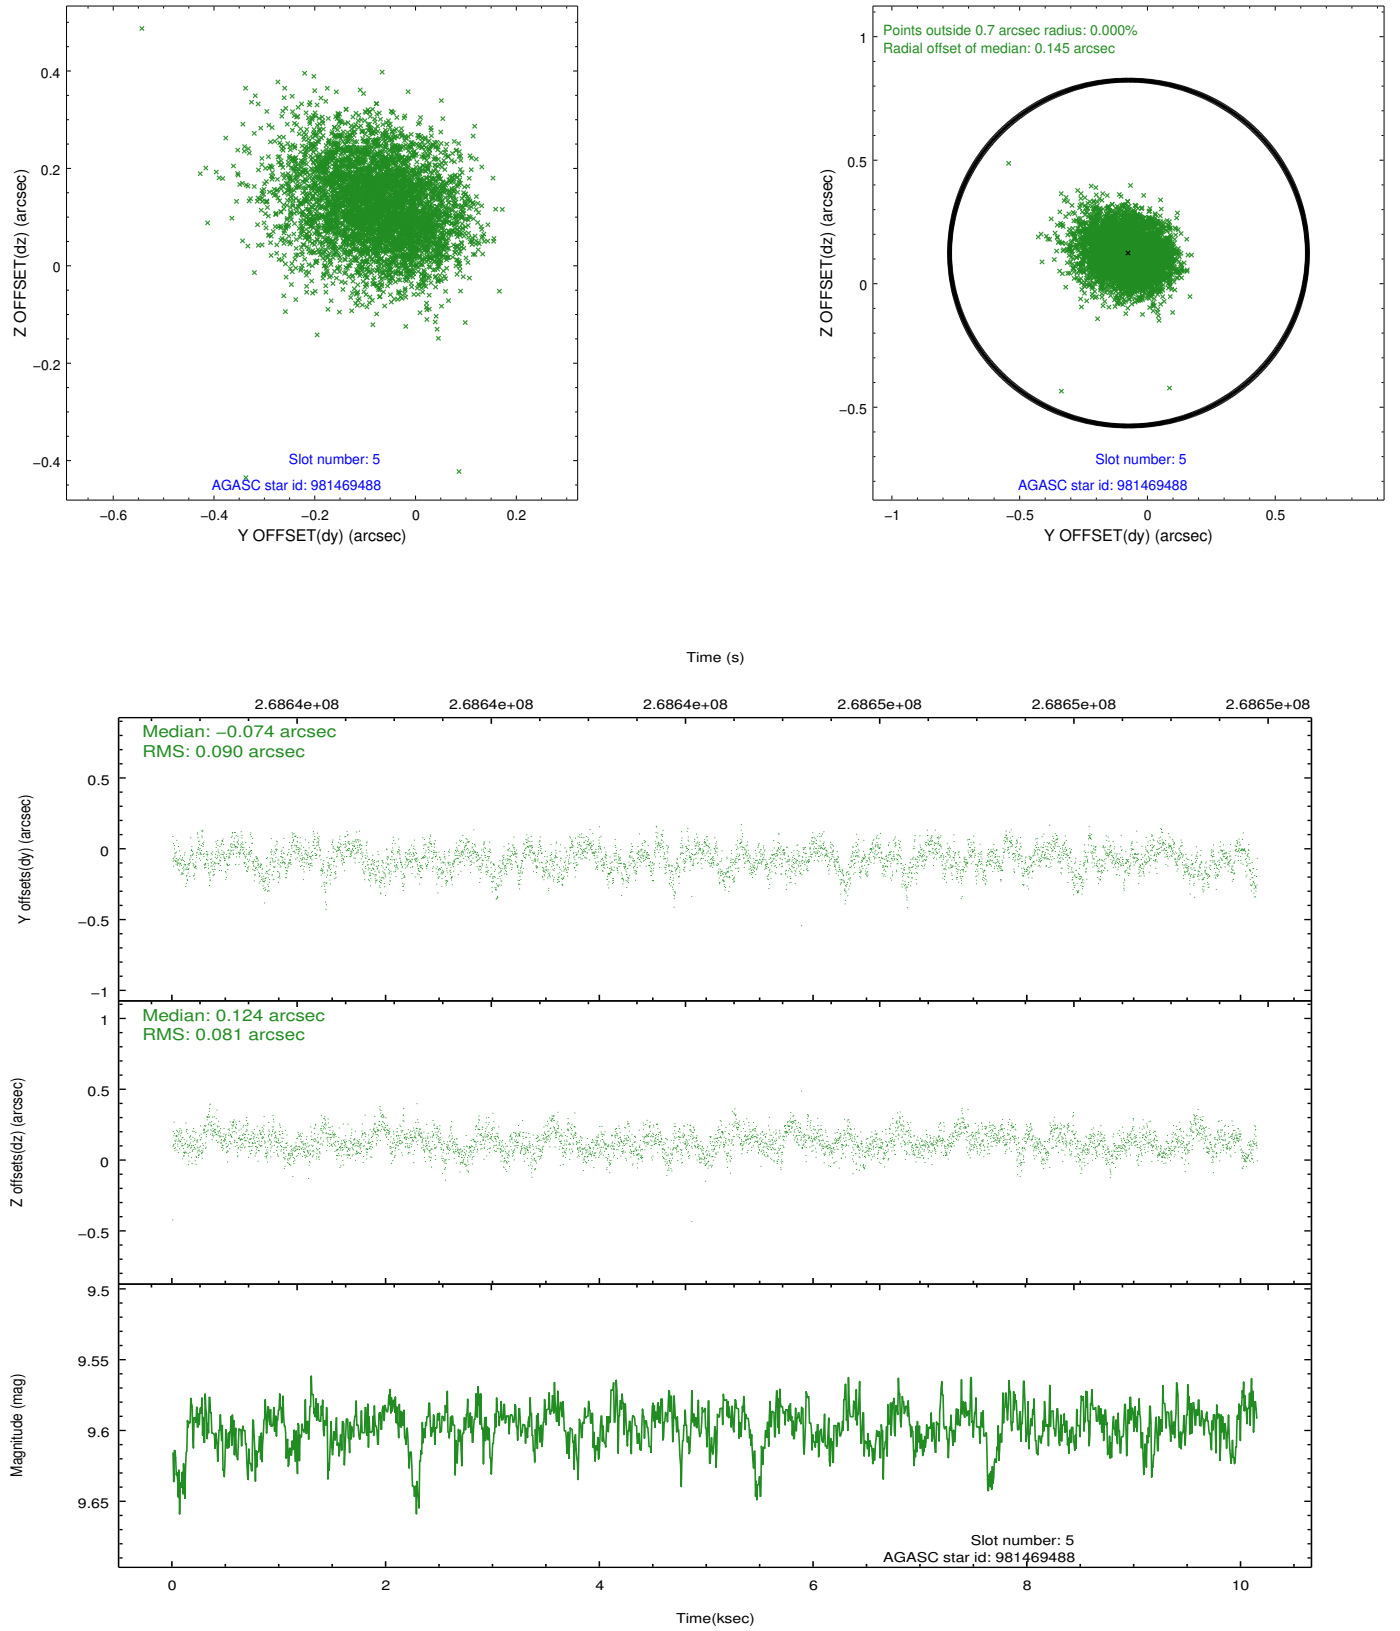 Z OFFSET(dz) (arcsec)
0.4
0.2
0
−0.2
−0.4
Slot number: 5
AGASC star id: 981469488
−0.6
−0.4
−0.2
0
0.2
Y OFFSET(dy) (arcsec)
Points outside 0.7 arcsec radius: 0.000%
Radial offset of median: 0.145 arcsec
Z OFFSET(dz) (arcsec)
1
0.5
0
−0.5
Slot number: 5
AGASC star id: 981469488
−1
−0.5
0
0.5
Y OFFSET(dy) (arcsec)
Time (s)
2.6864e+08
2.6864e+08
2.6864e+08
2.6865e+08
2.6865e+08
2.6865e+08
Median: −0.074 arcsec
RMS: 0.090 arcsec
Y offsets(dy) (arcsec)
0.5
0
−0.5
−1
Median: 0.124 arcsec
RMS: 0.081 arcsec
Z offsets(dz) (arcsec)
1
0.5
0
−0.5
Magnitude (mag)
9.5
9.55
9.6
9.65
Slot number: 5
AGASC star id: 981469488
0
2
4
6
8
10
Time(ksec)